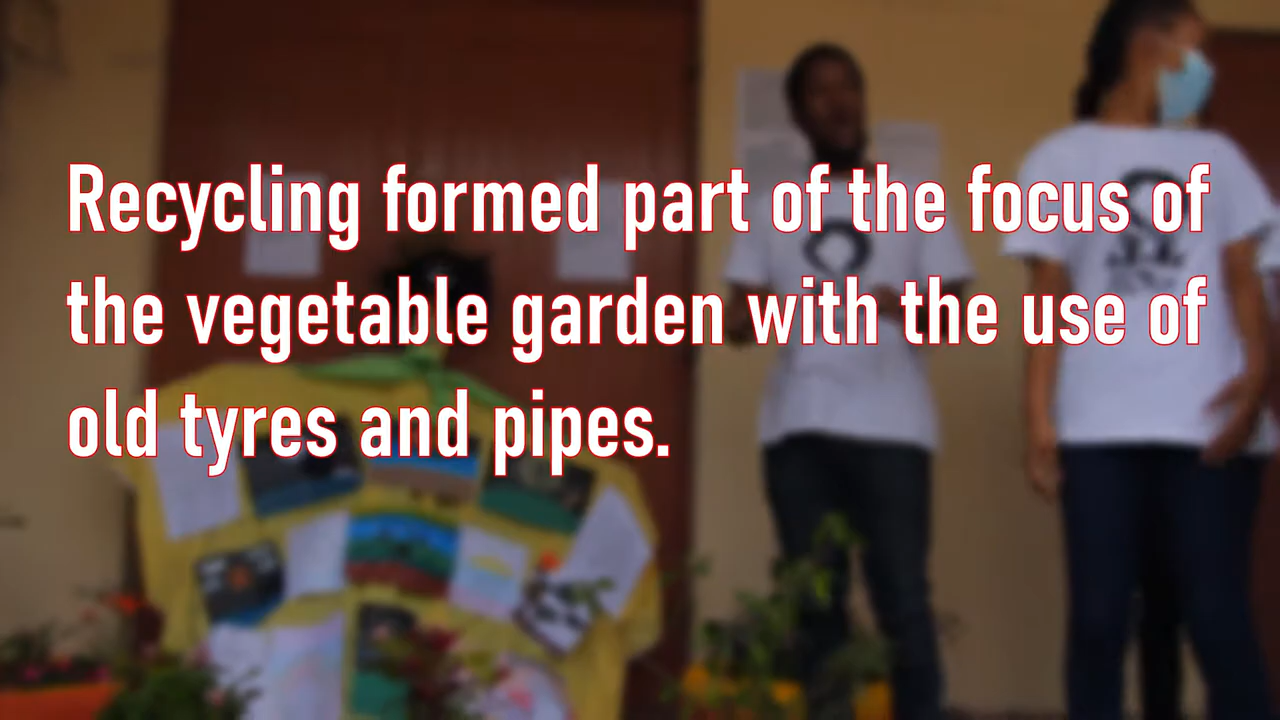 Recycling formed part of the focus of
the vegetable garden with the use of
old tyres and pipes.